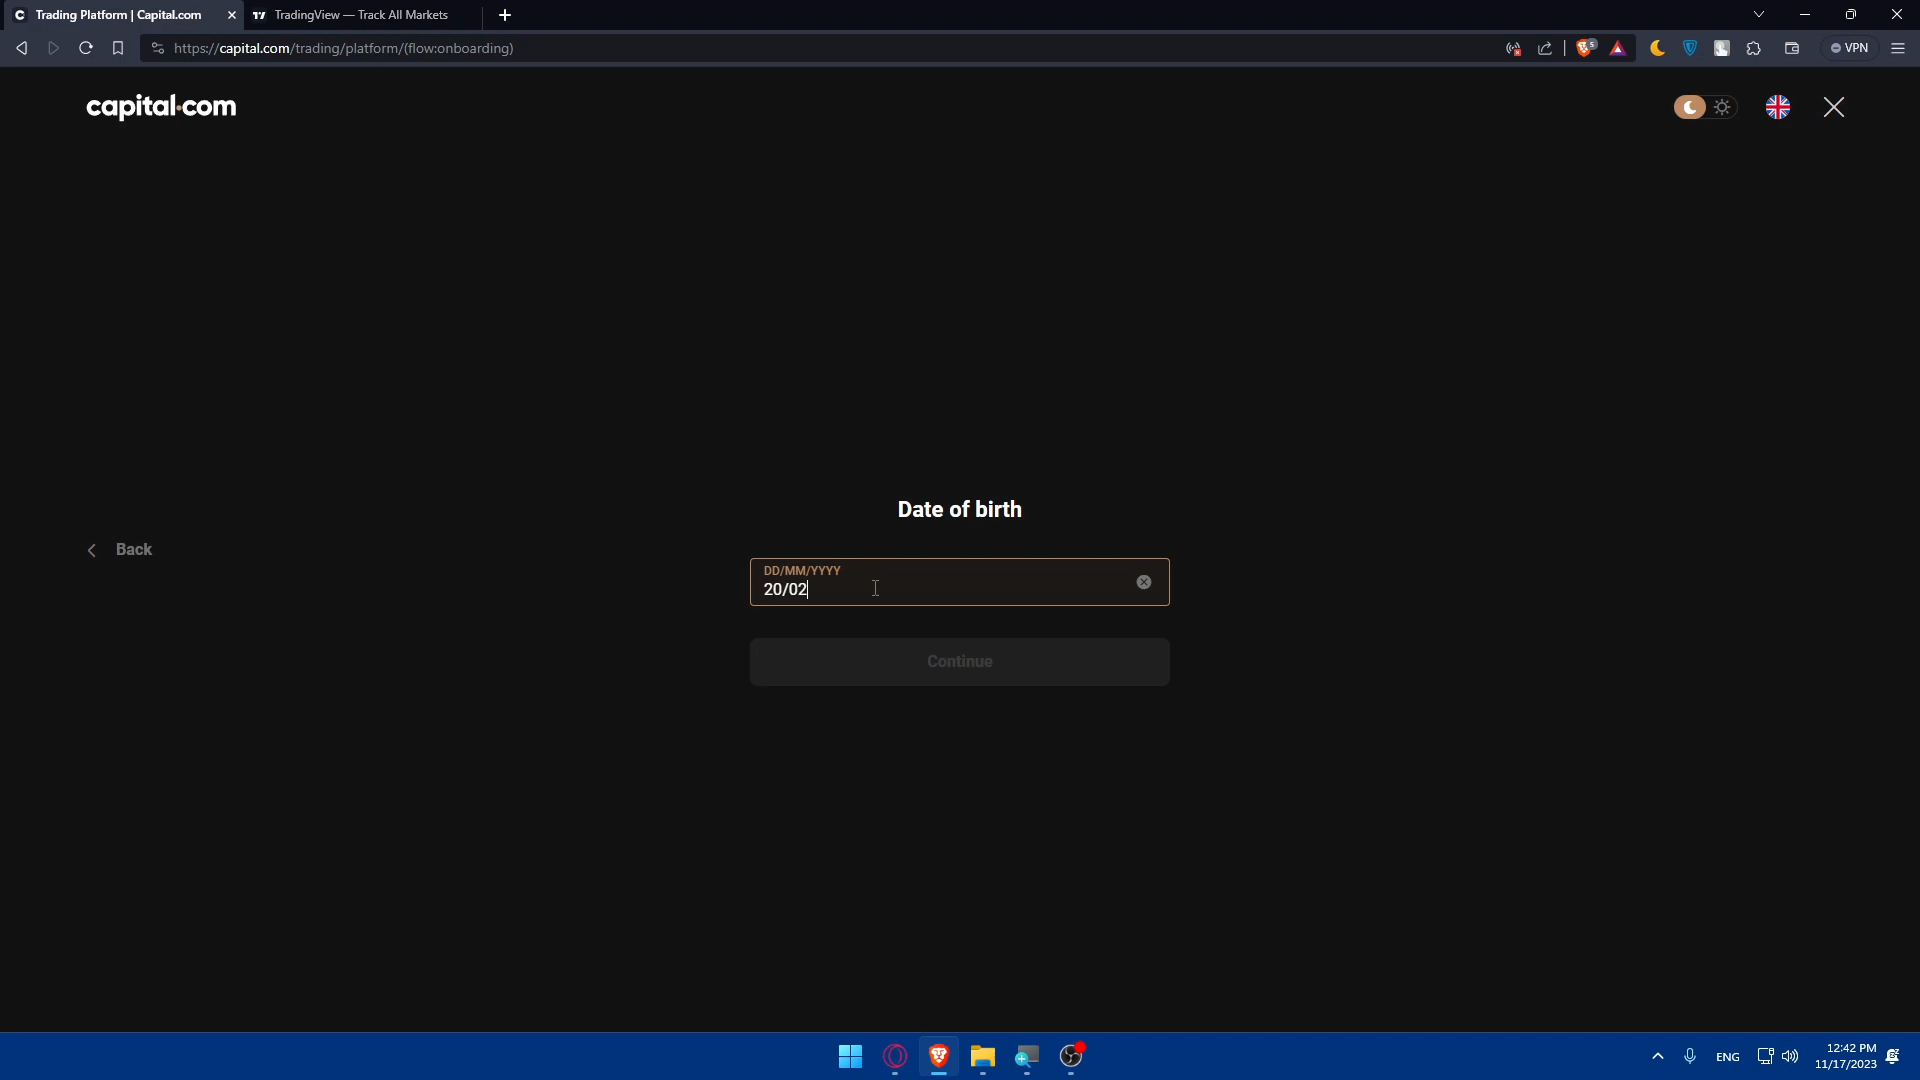 Trading Platform | Capital.com
TradingView — Track All Markets
https://capital.com/trading/platform/(flow:onboarding)
5
VPN
capital.com
Date of birth
Back
DD/MM/YYYY
20/02
Continue
ENG
12:42 PM
11/17/2023